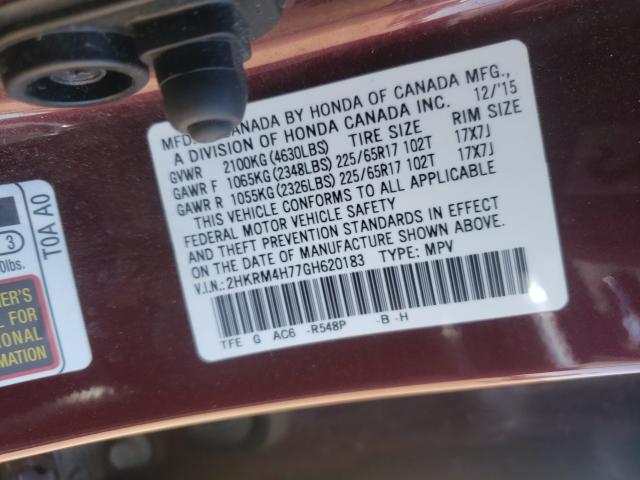 MFD. CANADA BY HONDA OF CANADA MFG.,
A DIVISION OF HONDA CANADA INC. 12/'15
GVWR 2100KG(4630LBS) TIRE SIZE RIM SIZE
GAWR F 1065KG(2348LBS) 225/65R17 102T 17X7J
GAWR R 1055KG(2326LBS) 225/65R17 102T 17X7J
THIS VEHICLE CONFORMS TO ALL APPLICABLE
FEDERAL MOTOR VEHICLE SAFETY
AND THEFT PREVENTION STANDARDS IN EFFECT
ON THE DATE OF MANUFACTURE SHOWN ABOVE.
V.I.N.: 2HKRM4H77GH620183 TYPE: MPV
TFE G AC6 -R548P -B -H
T0A A0
3
0lbs.
ER'S
FOR
IONAL
MATION